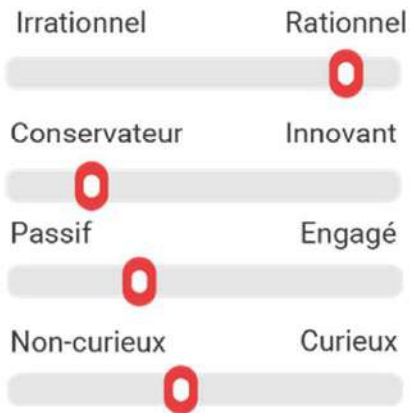 Irrationnel Rationnel
Conservateur Innovant
Passif Engagé
Non-curieux Curieux